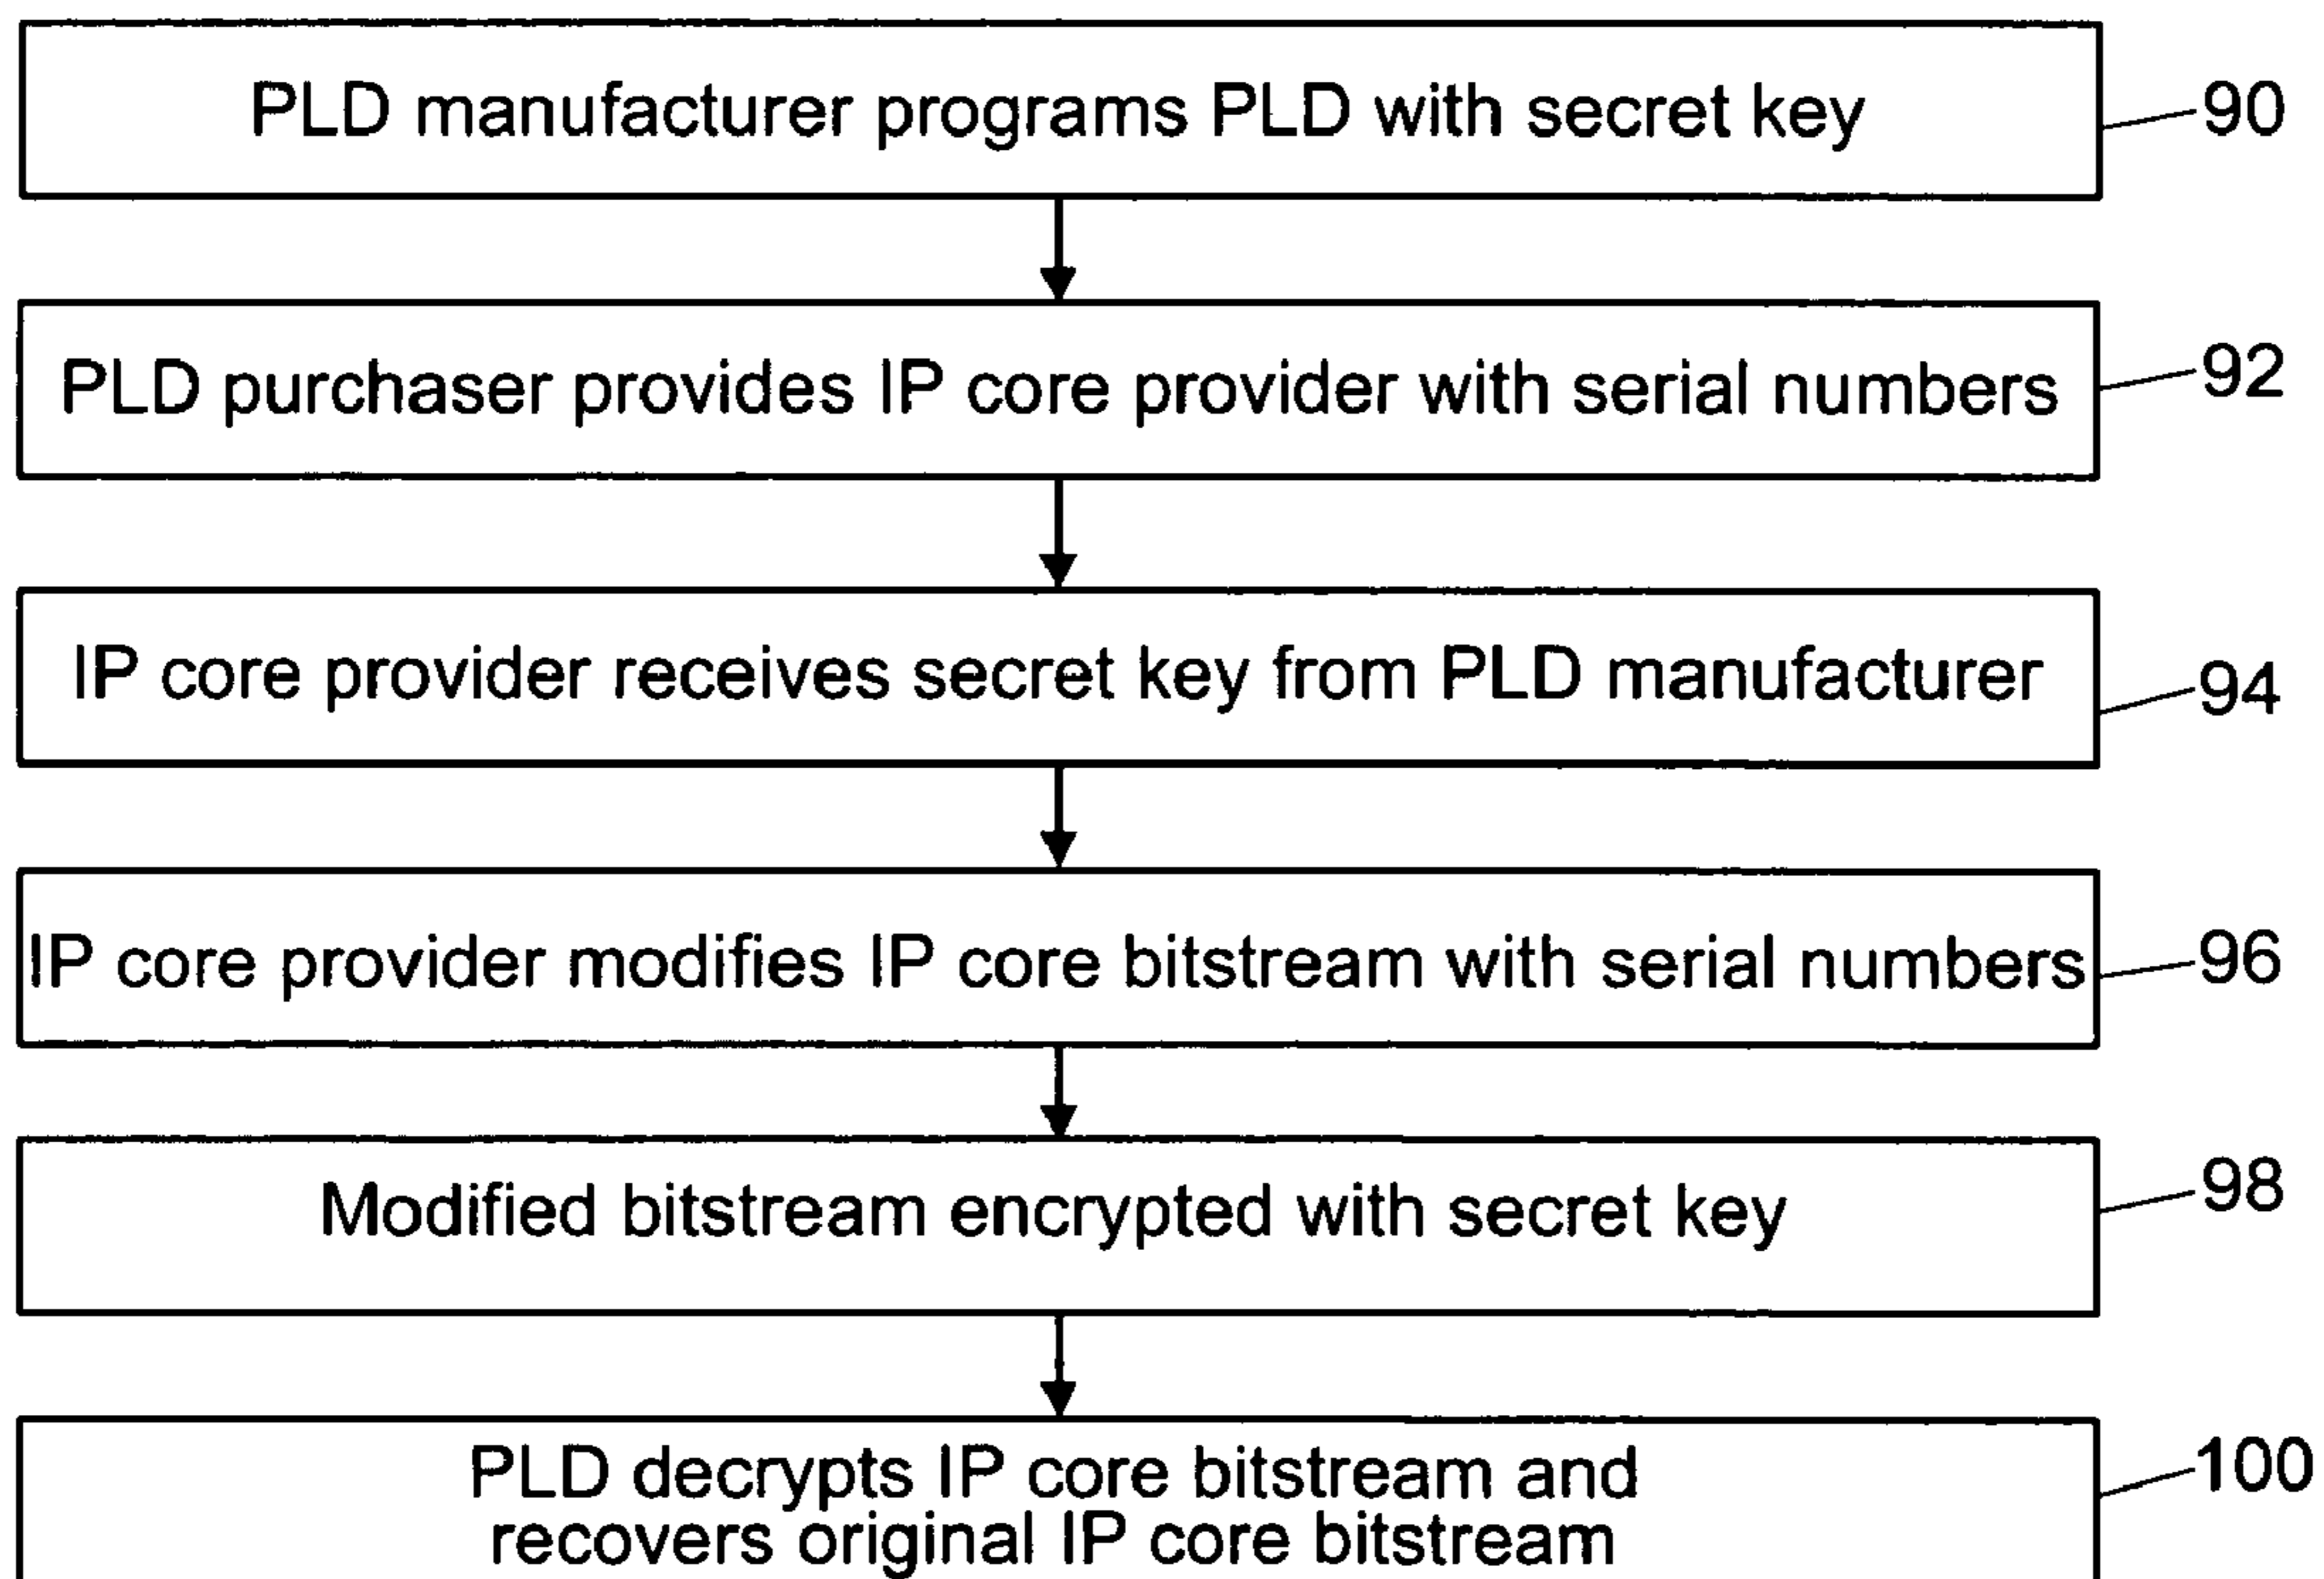 PLD manufacturer programs PLD with secret key
90
PLD purchaser provides IP core provider with serial numbers
92
IP core provider receives secret key from PLD manufacturer
94
IP core provider modifies IP core bitstream with serial numbers
96
Modified bitstream encrypted with secret key
98
PLD decrypts IP core bitstream and
recovers original IP core bitstream
100